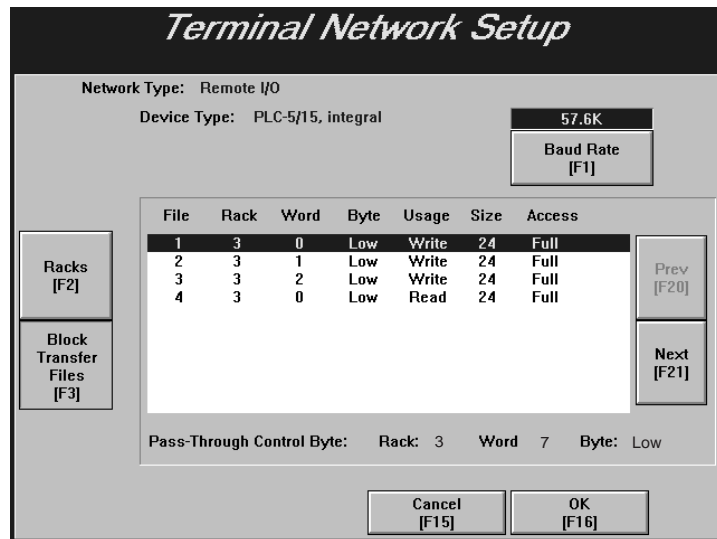 Terminal Network Setup
Network Type: Remote I/O
Device Type: PLC-5/15, integral
57.6K
Baud Rate
[F1]
File Rack Word Byte Usage Size Access
1 3 0 Low Write 24 Full
2 3 1 Low Write 24 Full
3 3 2 Low Write 24 Full
4 3 0 Low Read 24 Full
Racks
[F2]
Block
Transfer
Files
[F3]
Prev
[F20]
Next
[F21]
Pass-Through Control Byte: Rack: 3 Word 7 Byte: Low
Cancel
[F15]
OK
[F16]